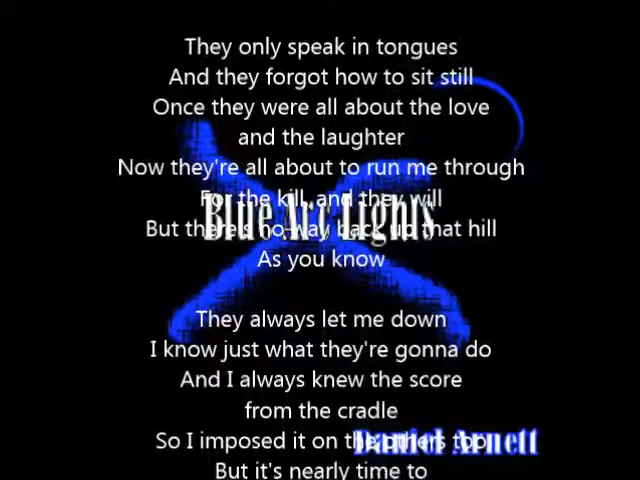 They only speak in tongues
And they forgot how to sit still
Once they were all about the love
and the laughter
Now they're all about to run me through
For the kill, and they will
Blue Arc Lights
But there's no way back up that hill
As you know
They always let me down
I know just what they're gonna do
And I always knew the score
from the cradle
So I imposed it on the others too
Daniel Arnett
But it's nearly time to